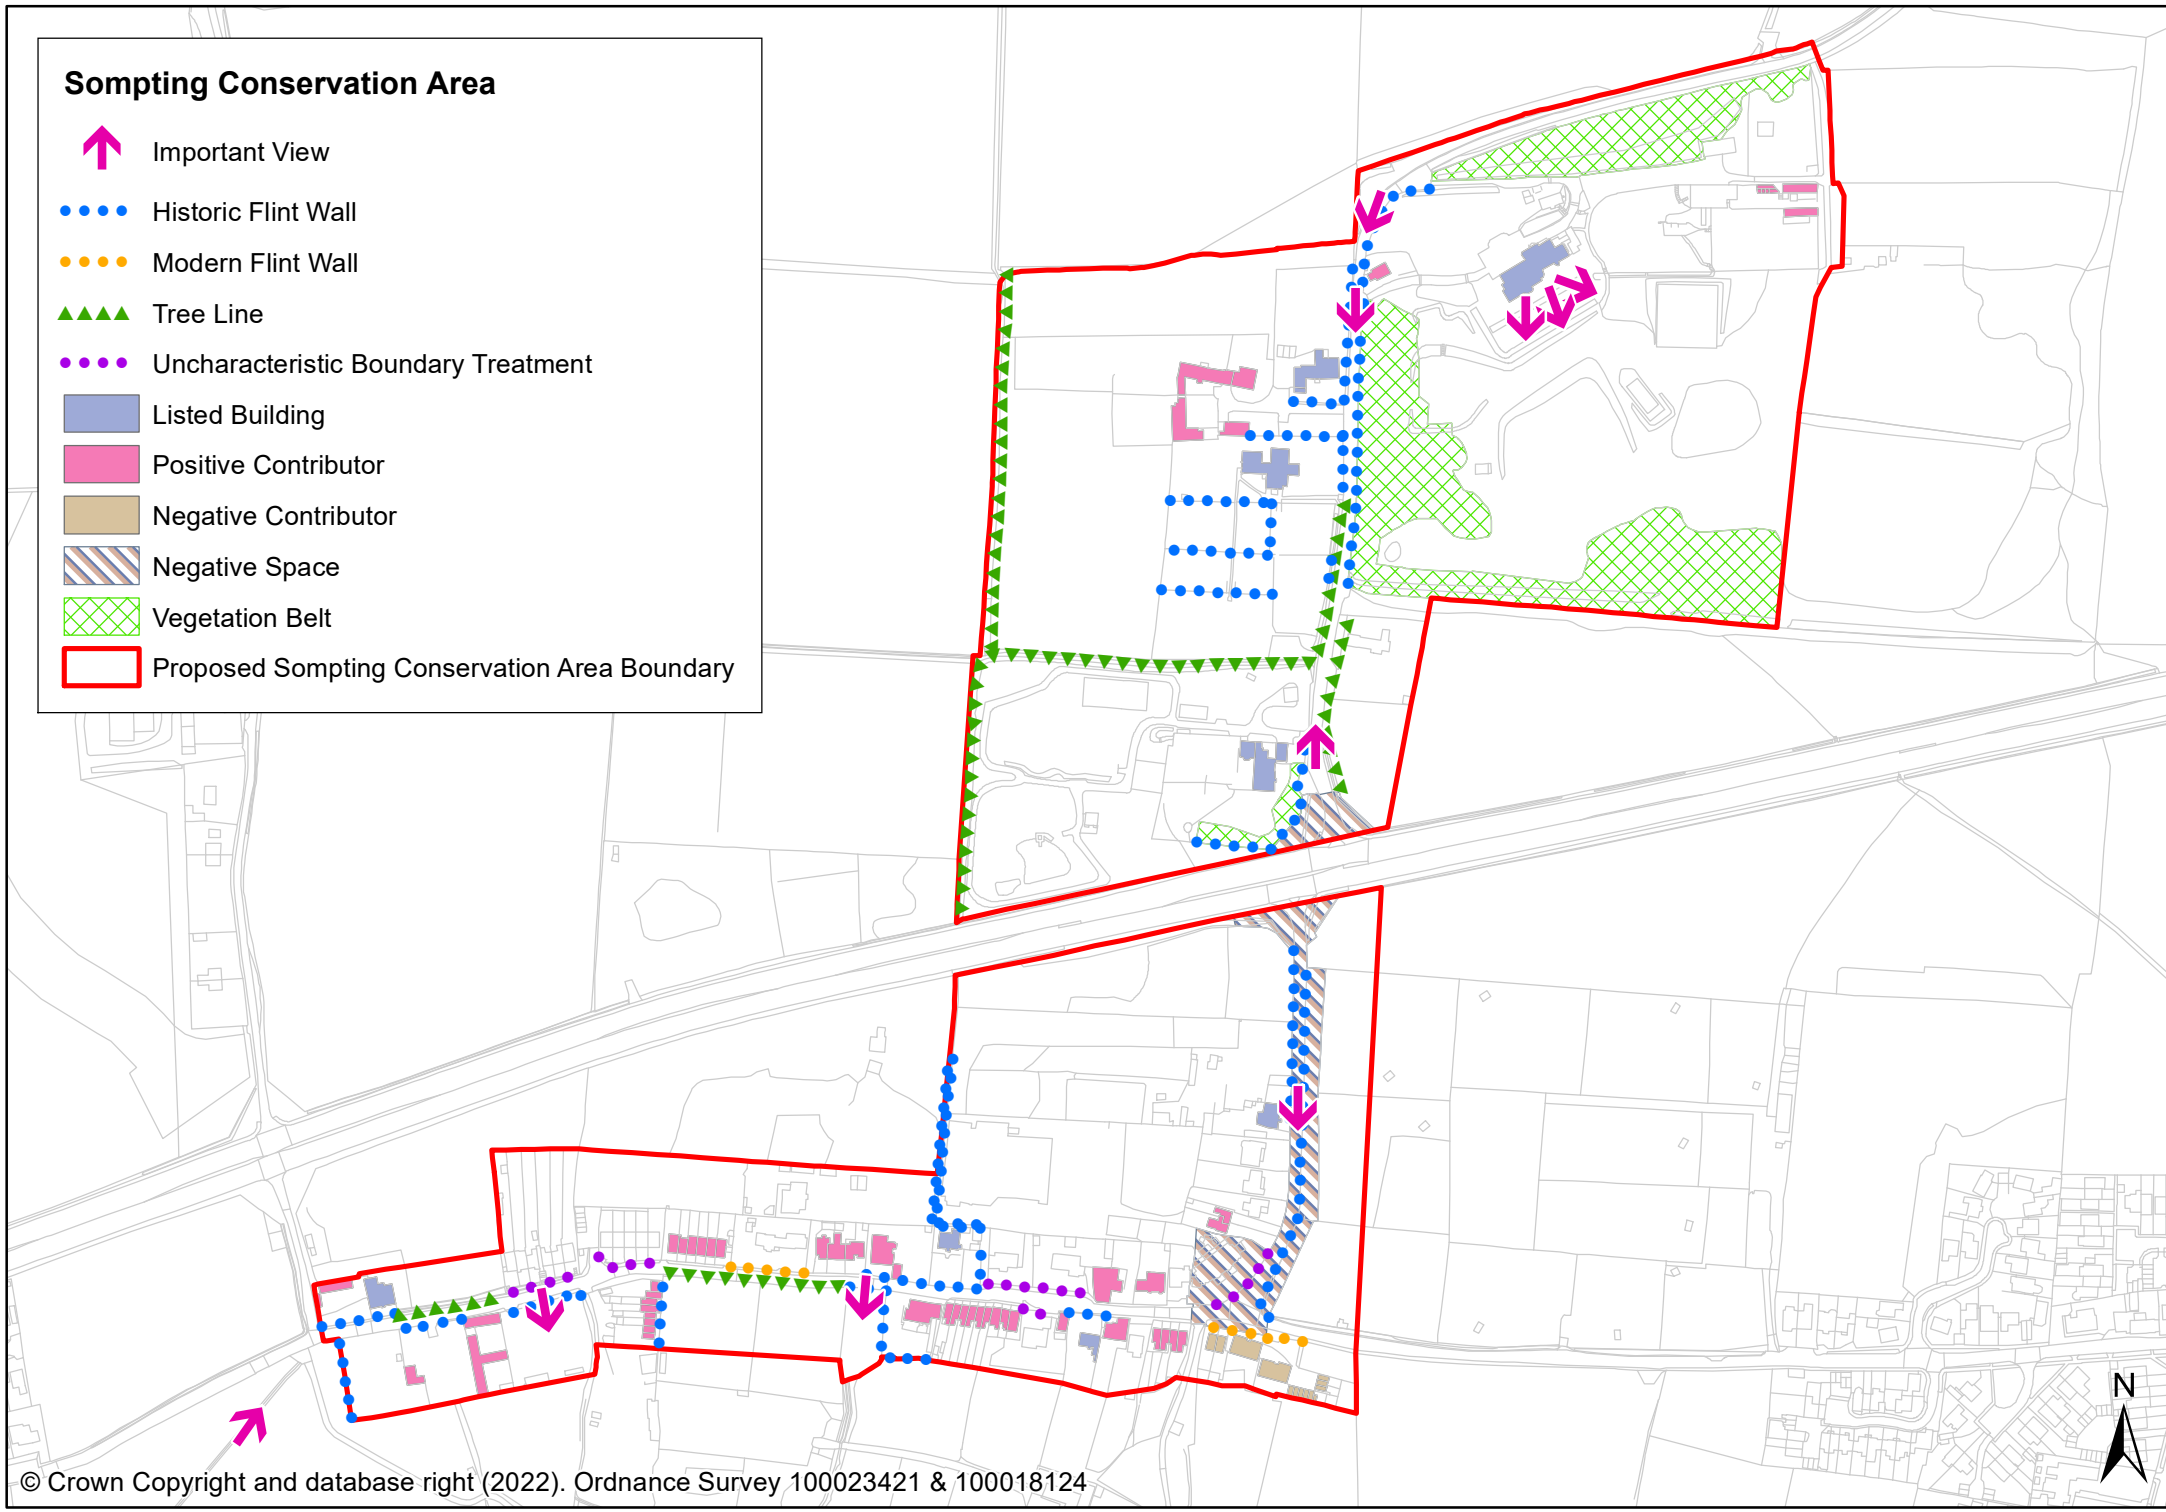 Sompting Conservation Area
Important View
Historic Flint Wall
Modern Flint Wall
Tree Line
Uncharacteristic Boundary Treatment
Listed Building
Positive Contributor
Negative Contributor
Negative Space
Vegetation Belt
Proposed Sompting Conservation Area Boundary
N
© Crown Copyright and database right (2022). Ordnance Survey 100023421 & 100018124